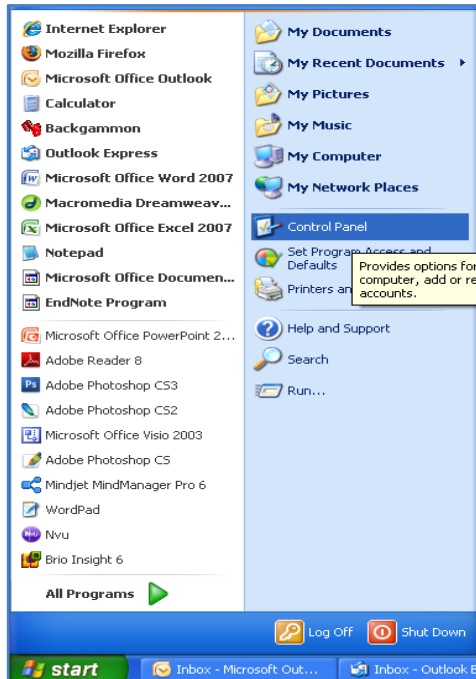 Internet Explorer
Mozilla Firefox
Microsoft Office Outlook
Calculator
Backgammon
Outlook Express
Microsoft Office Word 2007
Macromedia Dreamweav...
Microsoft Office Excel 2007
Notepad
Microsoft Office Documen...
EndNote Program
Microsoft Office PowerPoint 2...
Adobe Reader 8
Adobe Photoshop CS3
Adobe Photoshop CS2
Microsoft Office Visio 2003
Adobe Photoshop CS
Mindjet MindManager Pro 6
WordPad
Nvu
Brio Insight 6
All Programs
My Documents
My Recent Documents
My Pictures
My Music
My Computer
My Network Places
Control Panel
Set Program Access and
Defaults
Provides options for
computer, add or re
accounts.
Printers an
Help and Support
Search
Run...
Log Off
Shut Down
start
Inbox - Microsoft Out...
Inbox - Outlook E